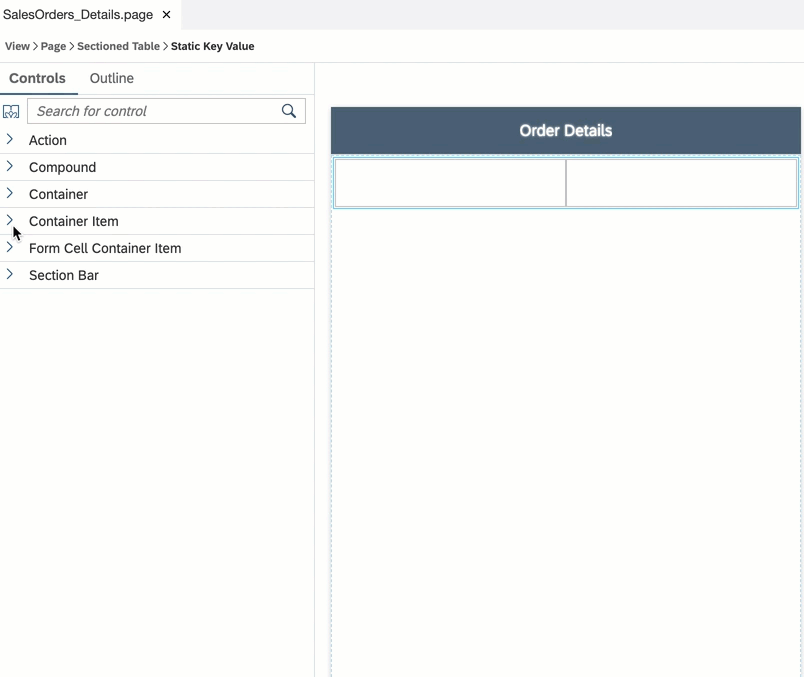 SalesOrders_Details.page ×
View > Page > Sectioned Table > Static Key Value
Controls Outline
Search for control
Action
Compound
Container
Container Item
Form Cell Container Item
Section Bar
Order Details